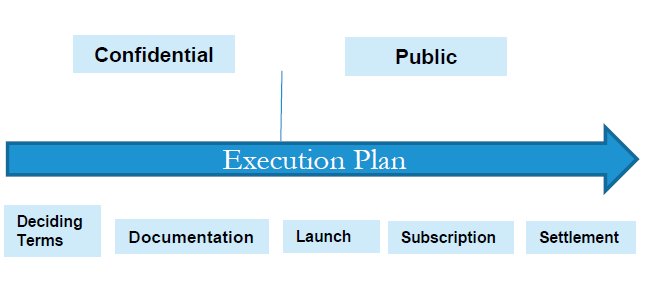 Confidential
Public
Execution Plan
Deciding
Terms
Documentation
Launch
Subscription
Settlement